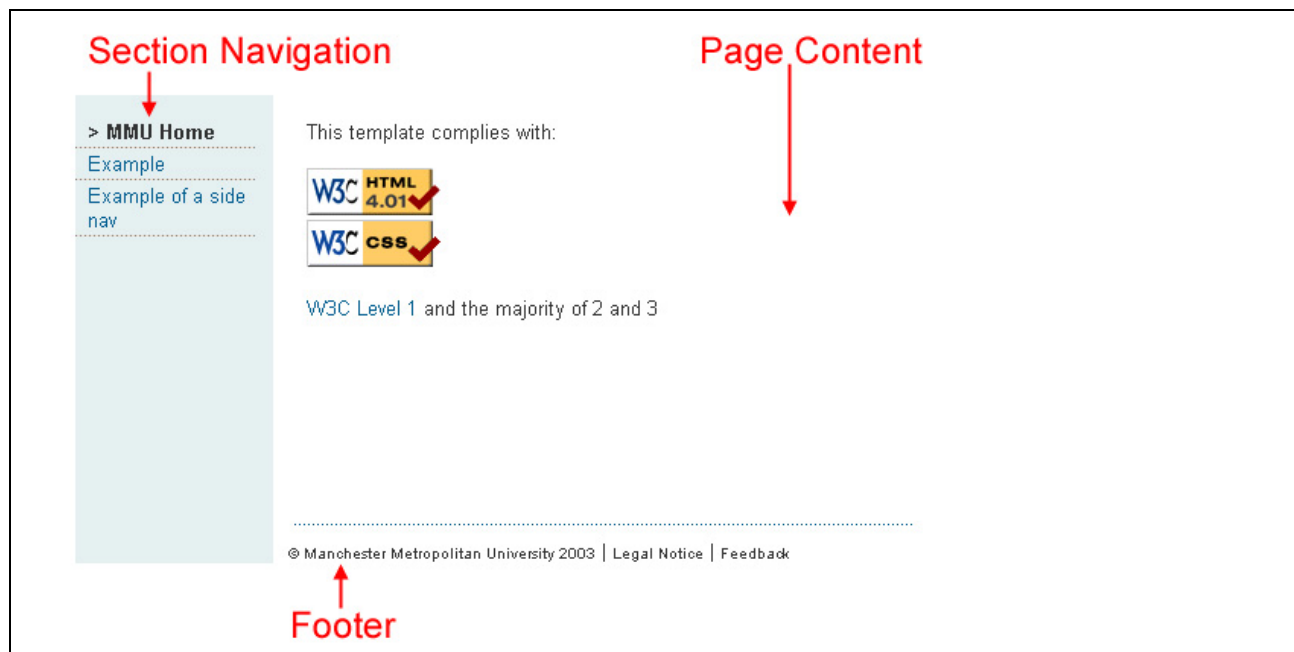 Section Navigation
Page Content
> MMU Home
Example
Example of a side
nav
This template complies with:
W3C HTML
4.01
W3C css
W3C Level 1 and the majority of 2 and 3
© Manchester Metropolitan University 2003 | Legal Notice | Feedback
Footer